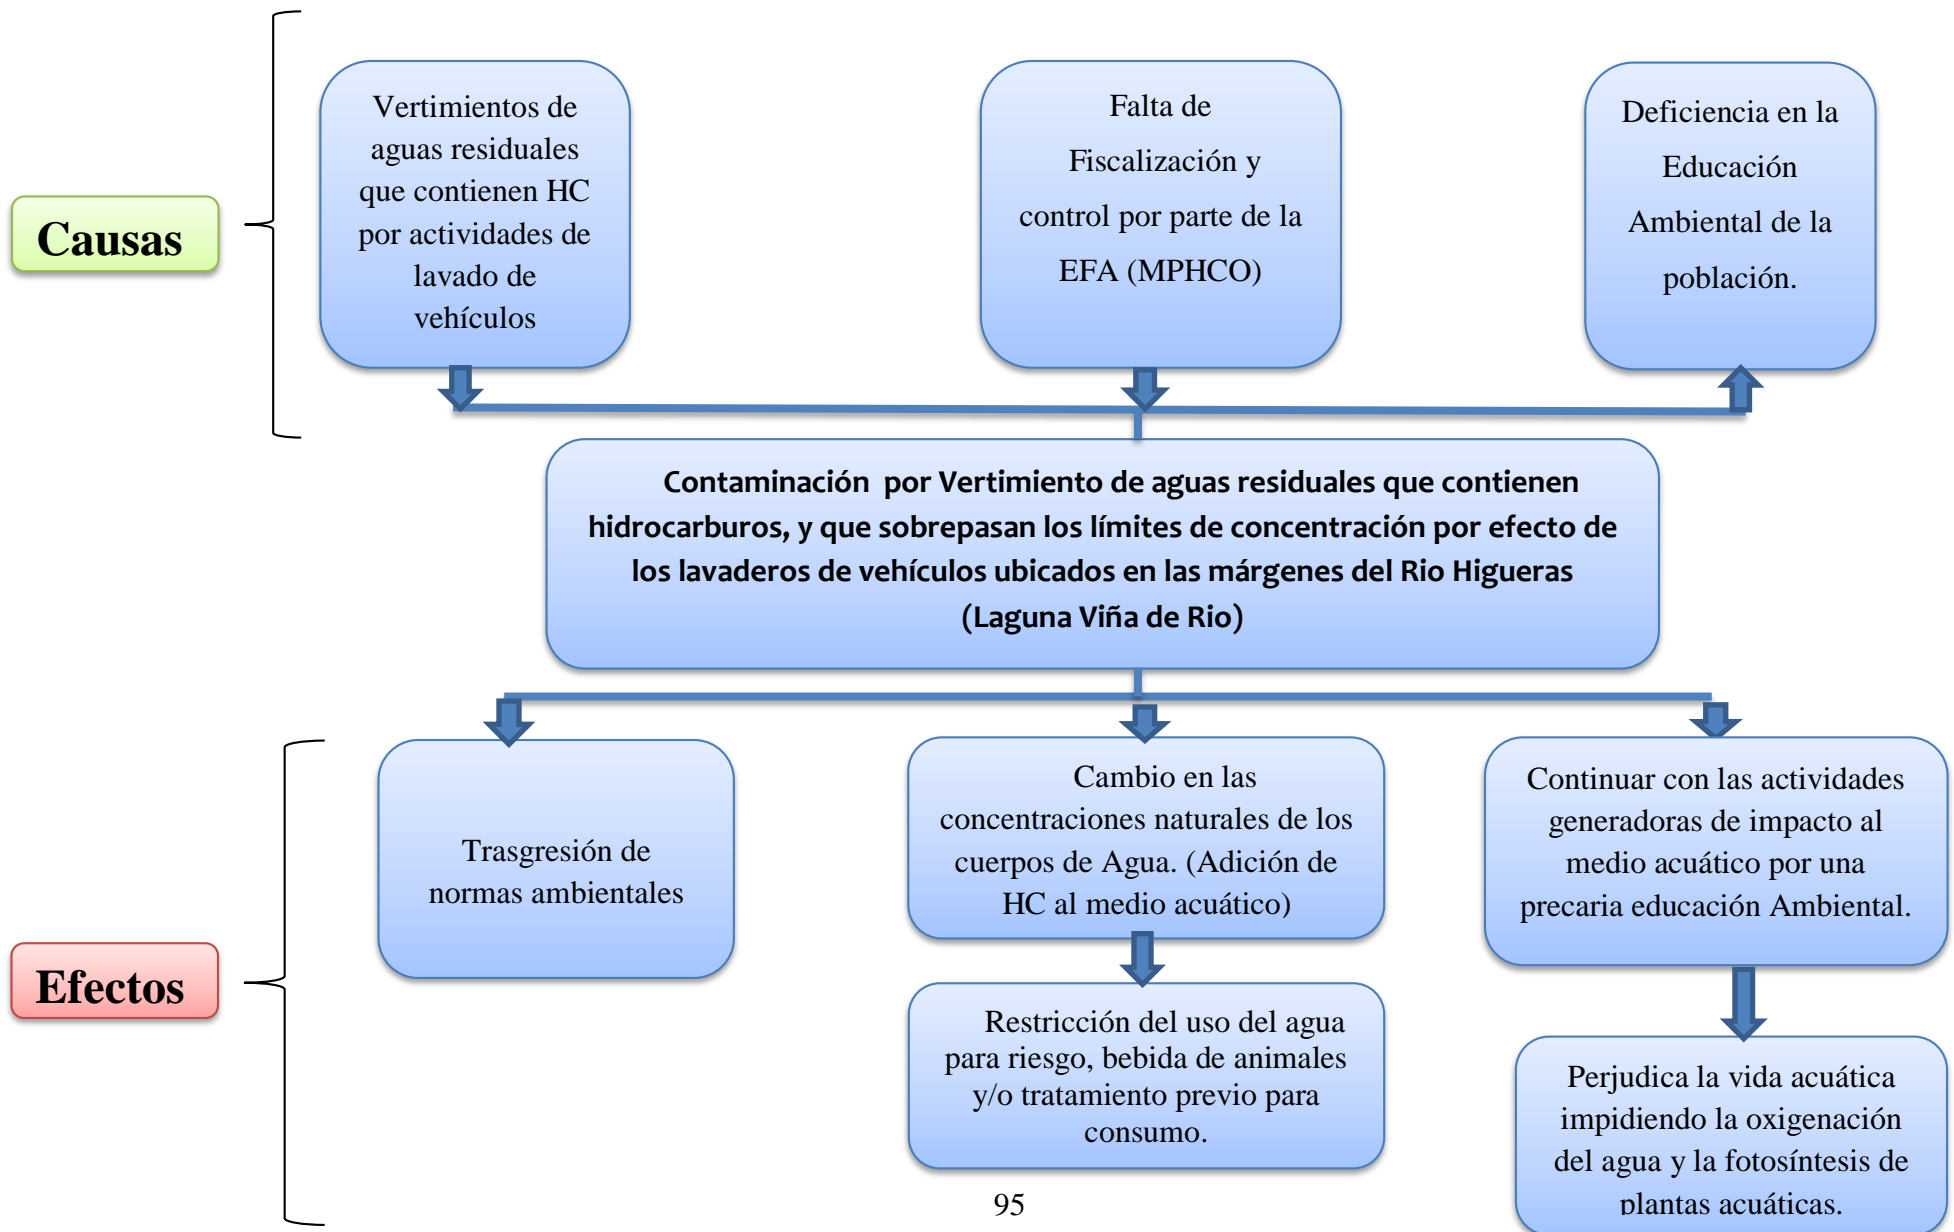 Causas
Vertimientos de
aguas residuales
que contienen HC
por actividades de
lavado de
vehículos
Falta de
Fiscalización y
control por parte de la
EFA (MPHCO)
Deficiencia en la
Educación
Ambiental de la
población.
Contaminación por Vertimiento de aguas residuales que contienen
hidrocarburos, y que sobrepasan los límites de concentración por efecto de
los lavaderos de vehículos ubicados en las márgenes del Rio Higueras
(Laguna Viña de Rio)
Efectos
Trasgresión de
normas ambientales
Cambio en las
concentraciones naturales de los
cuerpos de Agua. (Adición de
HC al medio acuático)
Continuar con las actividades
generadoras de impacto al
medio acuático por una
precaria educación Ambiental.
Restricción del uso del agua
para riesgo, bebida de animales
y/o tratamiento previo para
consumo.
Perjudica la vida acuática
impidiendo la oxigenación
del agua y la fotosíntesis de
plantas acuáticas.
95